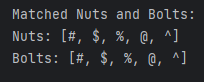 Matched Nuts and Bolts:
Nuts: [#, $, %, @, ^]
Bolts: [#, $, %, @, ^]